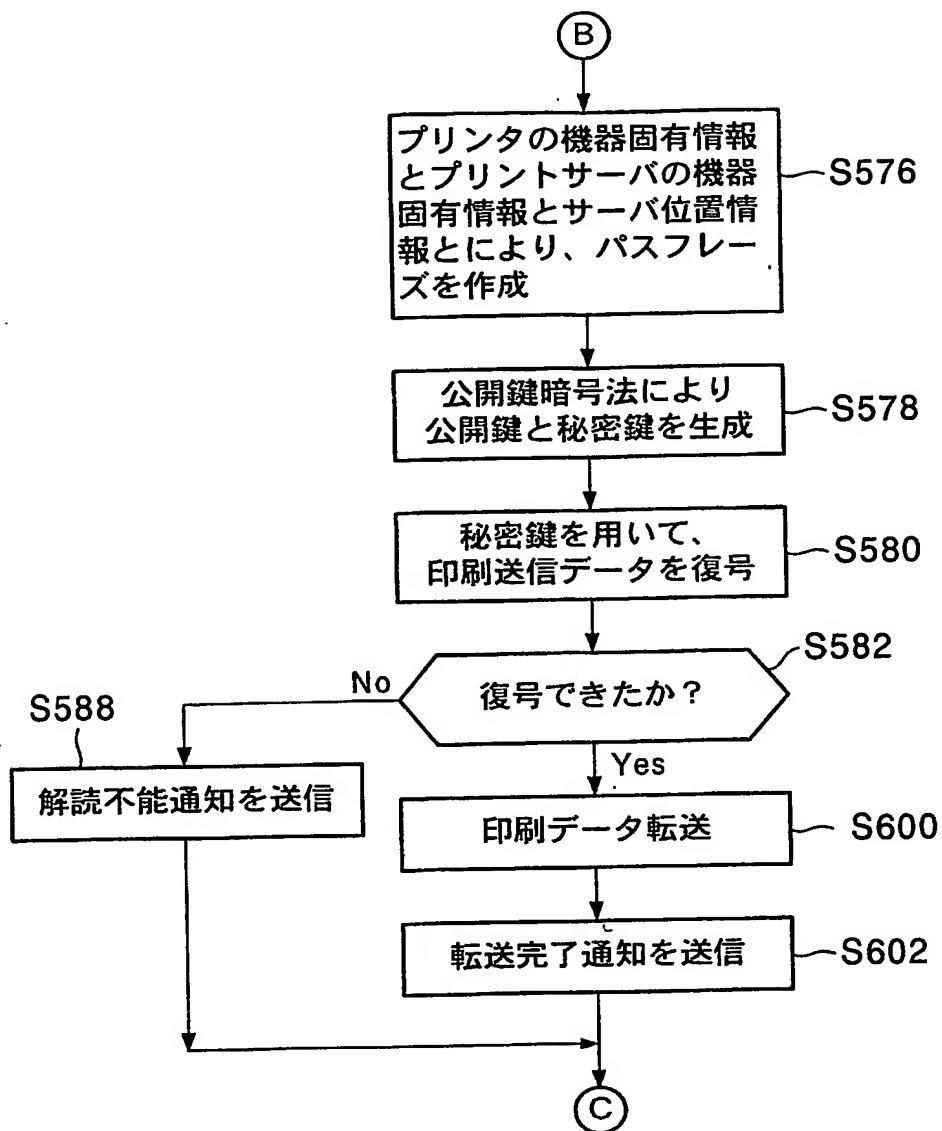 B
プリンタの機器固有情報
とプリントサーバの機器
固有情報とサーバ位置情
報とにより、パスフレー
ズを作成
S576
公開鍵暗号法により
公開鍵と秘密鍵を生成
S578
秘密鍵を用いて、
印刷送信データを復号
S580
S582
復号できたか?
No
Yes
S588
解読不能通知を送信
印刷データ転送
S600
転送完了通知を送信
S602
C